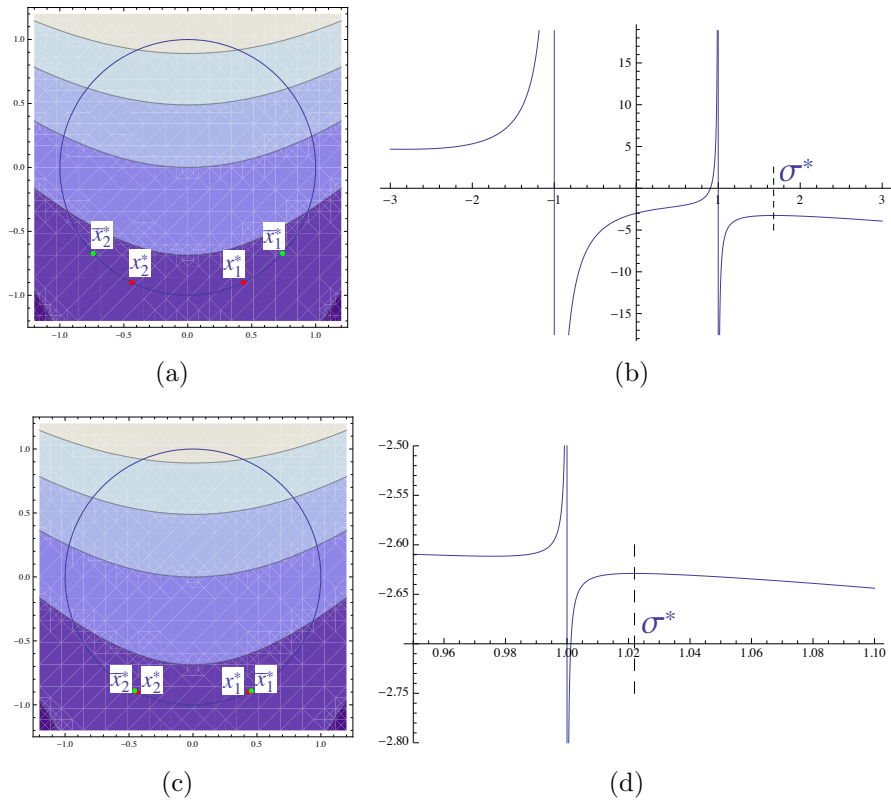 1.0
0.5
0.0
−0.5
−1.0
−1.0 −0.5 0.0 0.5 1.0
x̄₂* x̄₁*
x₂* x₁*
(a)
15
10
5
−5
−10
−15
−3 −2 −1 1 2 3
σ*
(b)
1.0
0.5
0.0
−0.5
−1.0
−1.0 −0.5 0.0 0.5 1.0
x̄₂* x₂* x₁* x̄₁*
(c)
−2.50
−2.55
−2.60
−2.65
−2.75
−2.80
0.96 0.98 1.00 1.02 1.04 1.06 1.08 1.10
σ*
(d)